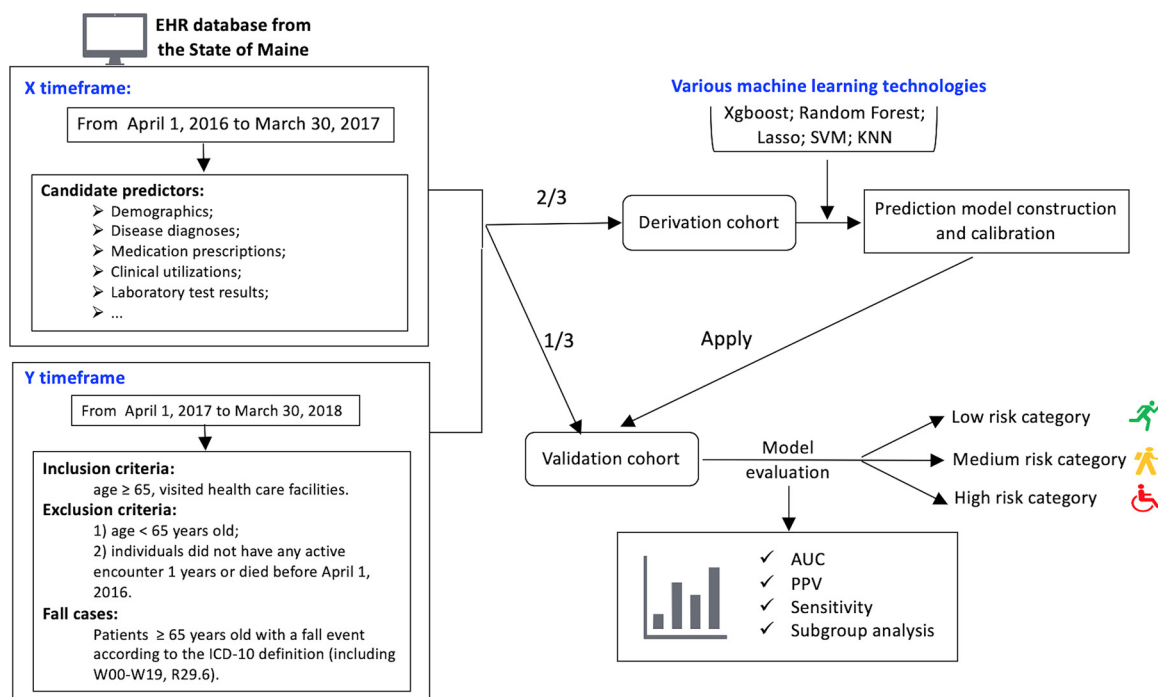 EHR database from
the State of Maine
X timeframe:
From April 1, 2016 to March 30, 2017
Candidate predictors:
➢ Demographics;
➢ Disease diagnoses;
➢ Medication prescriptions;
➢ Clinical utilizations;
➢ Laboratory test results;
➢ ...
Y timeframe
From April 1, 2017 to March 30, 2018
Inclusion criteria:
age ≥ 65, visited health care facilities.
Exclusion criteria:
1) age < 65 years old;
2) individuals did not have any active
encounter 1 years or died before April 1,
2016.
Fall cases:
Patients ≥ 65 years old with a fall event
according to the ICD-10 definition (including
W00-W19, R29.6).
2/3
1/3
Derivation cohort
Various machine learning technologies
Xgboost; Random Forest;
Lasso; SVM; KNN
Prediction model construction
and calibration
Apply
Validation cohort
Model
evaluation
Low risk category
Medium risk category
High risk category
✓ AUC
✓ PPV
✓ Sensitivity
✓ Subgroup analysis